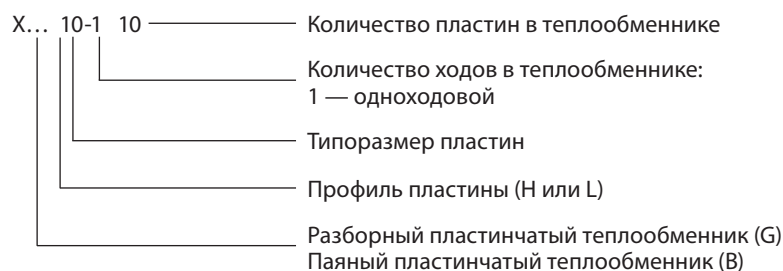 X... 10-1 10 Количество пластин в теплообменнике
Количество ходов в теплообменнике:
1 — одноходовой
Типоразмер пластин
Профиль пластины (H или L)
Разборный пластинчатый теплообменник (G)
Паяный пластинчатый теплообменник (B)